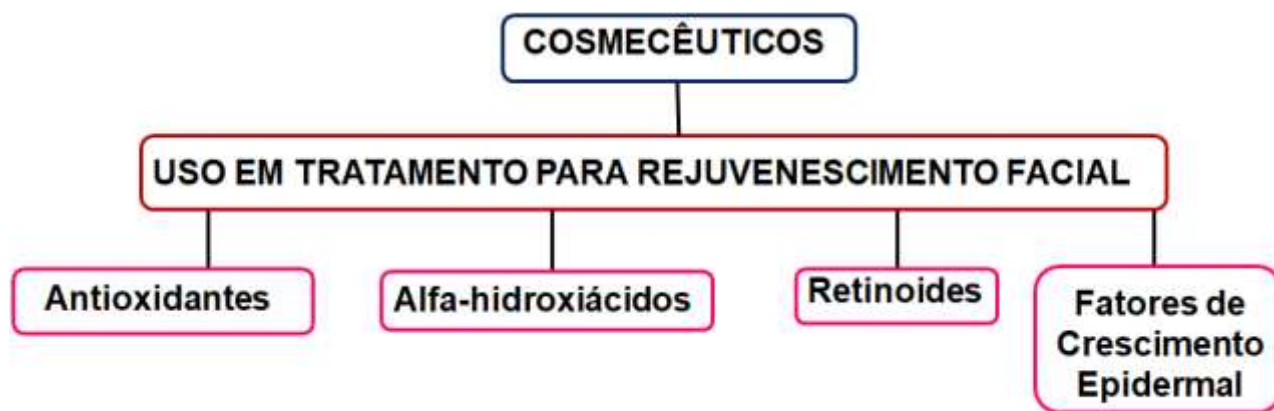 COSMECÊUTICOS
USO EM TRATAMENTO PARA REJUVENESCIMENTO FACIAL
Antioxidantes
Alfa-hidroxiácidos
Retinoides
Fatores de
Crescimento
Epidermal